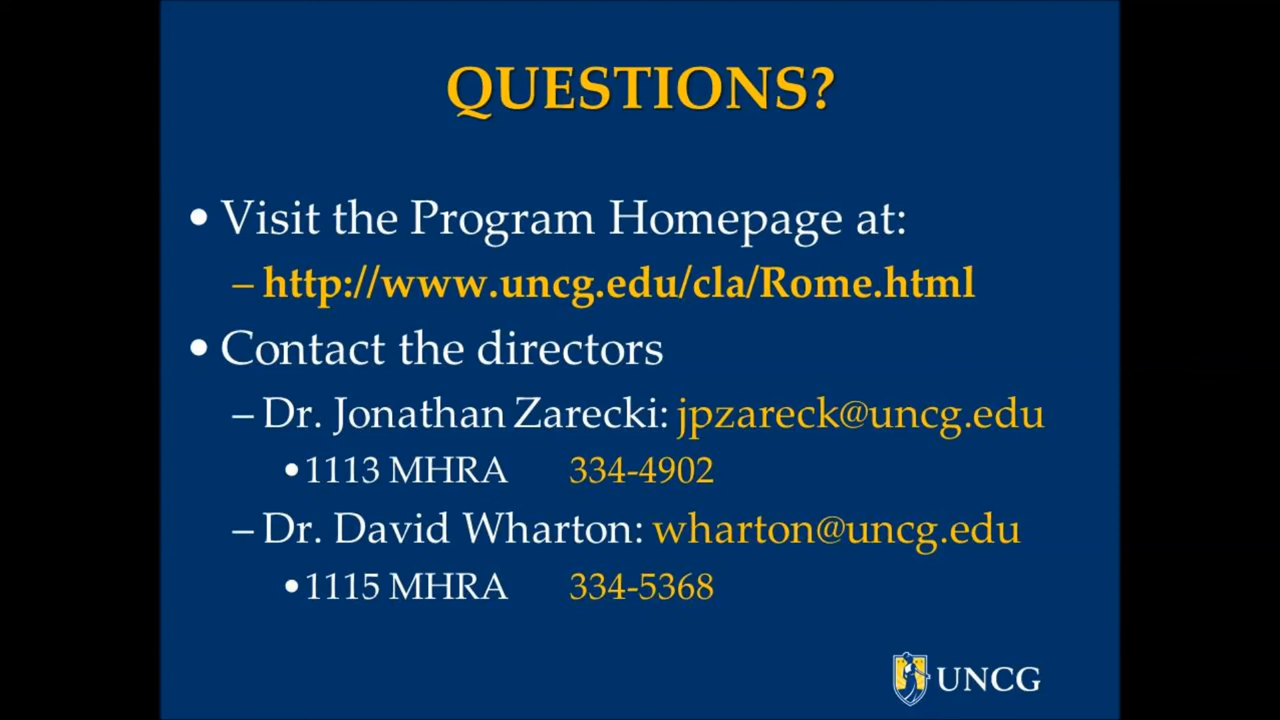 QUESTIONS?
• Visit the Program Homepage at:
– http://www.uncg.edu/cla/Rome.html
• Contact the directors
– Dr. Jonathan Zarecki: jpzareck@uncg.edu
• 1113 MHRA 334-4902
– Dr. David Wharton: wharton@uncg.edu
• 1115 MHRA 334-5368
UNCG